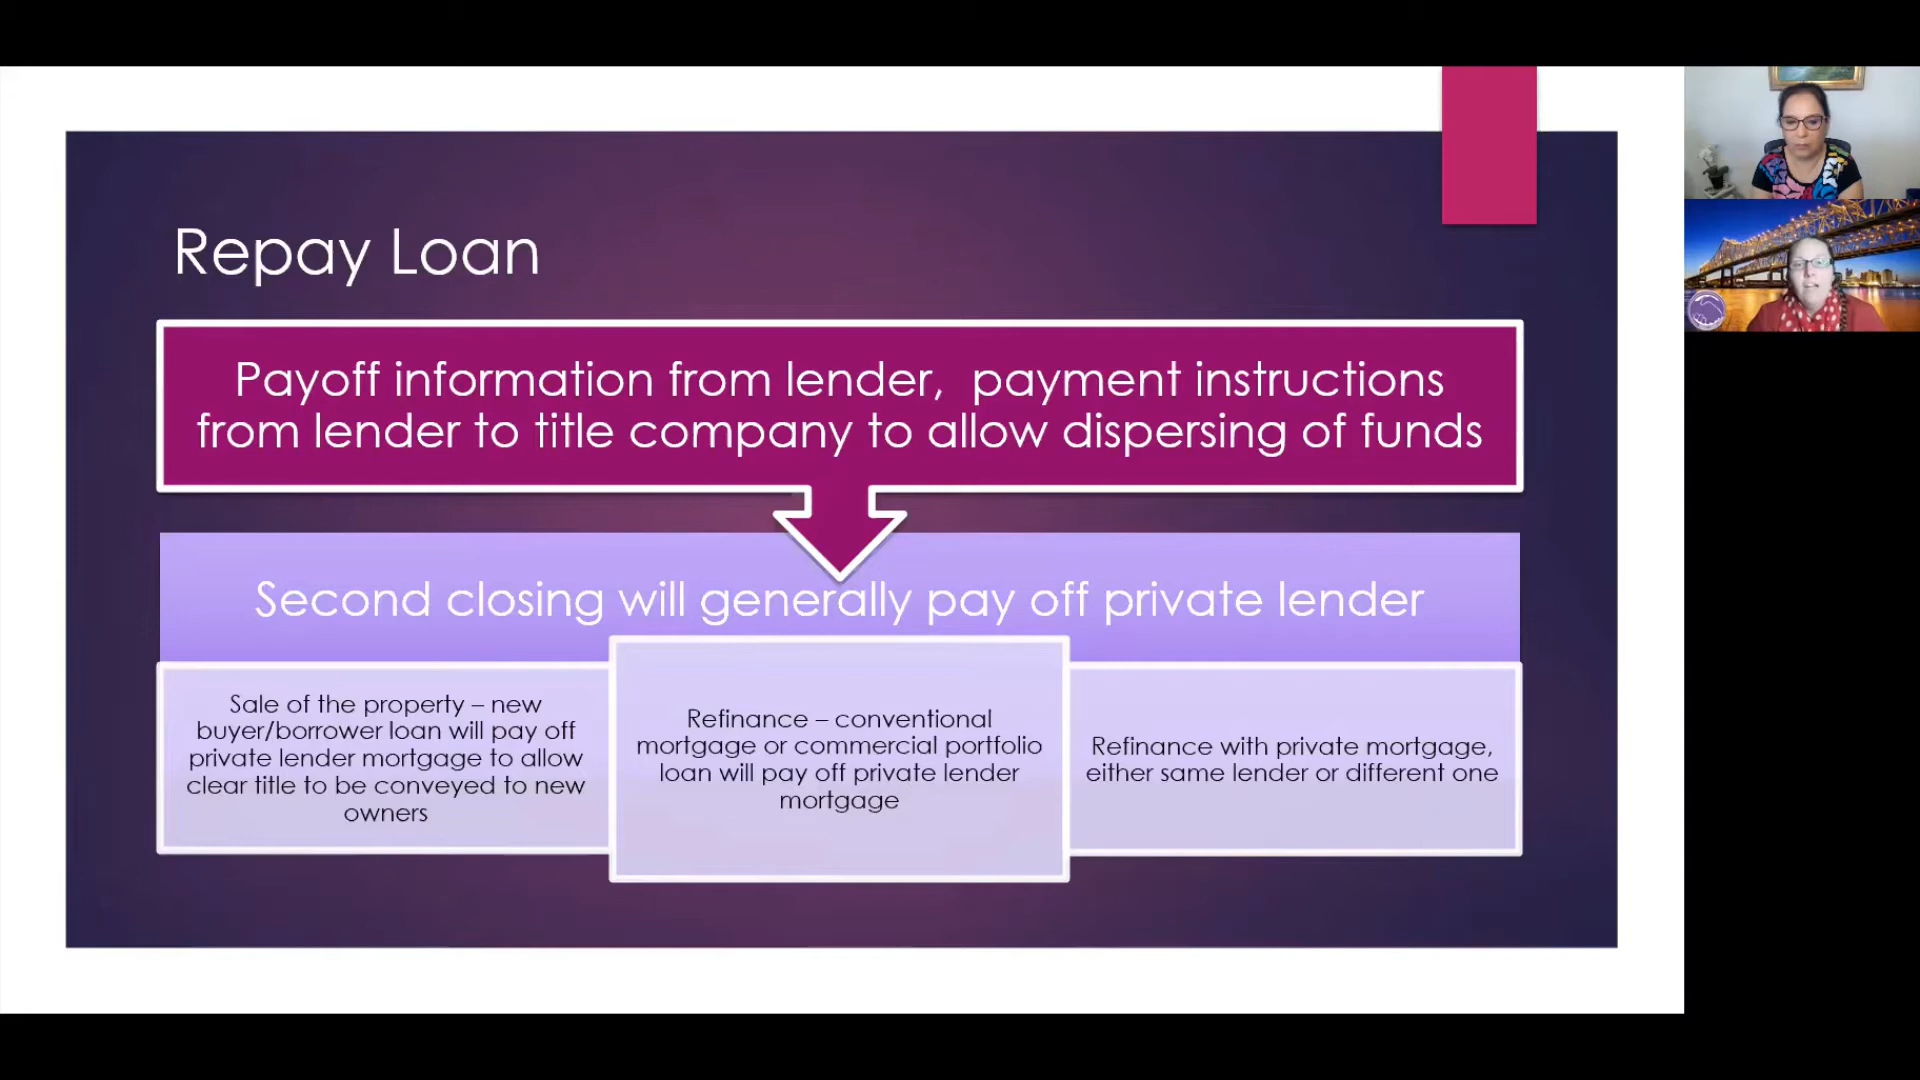 Repay Loan
Payoff information from lender,  payment instructions
from lender to title company to allow dispersing of funds
Second closing will generally pay off private lender
Sale of the property – new
buyer/borrower loan will pay off
private lender mortgage to allow
clear title to be conveyed to new
owners
Refinance – conventional
mortgage or commercial portfolio
loan will pay off private lender
mortgage
Refinance with private mortgage,
either same lender or different one